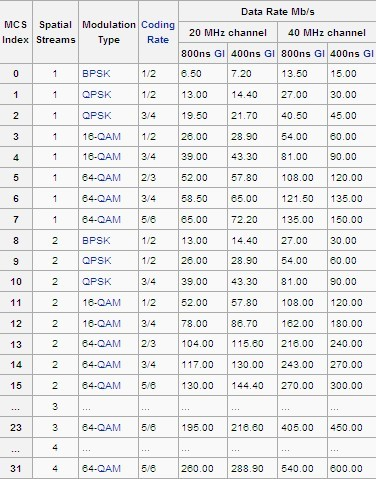 Data Rate Mb/s
MCS Spatial Modulation Coding
20 MHz channel 40 MHz channel
Index Streams Type Rate
800ns GI 400ns GI 800ns GI 400ns GI
0 1 BPSK 1/2 6.50 7.20 13.50 15.00
1 1 QPSK 1/2 13.00 14.40 27.00 30.00
2 1 QPSK 3/4 19.50 21.70 40.50 45.00
3 1 16-QAM 1/2 26.00 28.90 54.00 60.00
4 1 16-QAM 3/4 39.00 43.30 81.00 90.00
5 1 64-QAM 2/3 52.00 57.80 108.00 120.00
6 1 64-QAM 3/4 58.50 65.00 121.50 135.00
7 1 64-QAM 5/6 65.00 72.20 135.00 150.00
8 2 BPSK 1/2 13.00 14.40 27.00 30.00
9 2 QPSK 1/2 26.00 28.90 54.00 60.00
10 2 QPSK 3/4 39.00 43.30 81.00 90.00
11 2 16-QAM 1/2 52.00 57.80 108.00 120.00
12 2 16-QAM 3/4 78.00 86.70 162.00 180.00
13 2 64-QAM 2/3 104.00 115.60 216.00 240.00
14 2 64-QAM 3/4 117.00 130.00 243.00 270.00
15 2 64-QAM 5/6 130.00 144.40 270.00 300.00
... 3 ... ... ... ... ... ...
23 3 64-QAM 5/6 195.00 216.60 405.00 450.00
... 4 ... ... ... ... ... ...
31 4 64-QAM 5/6 260.00 288.90 540.00 600.00